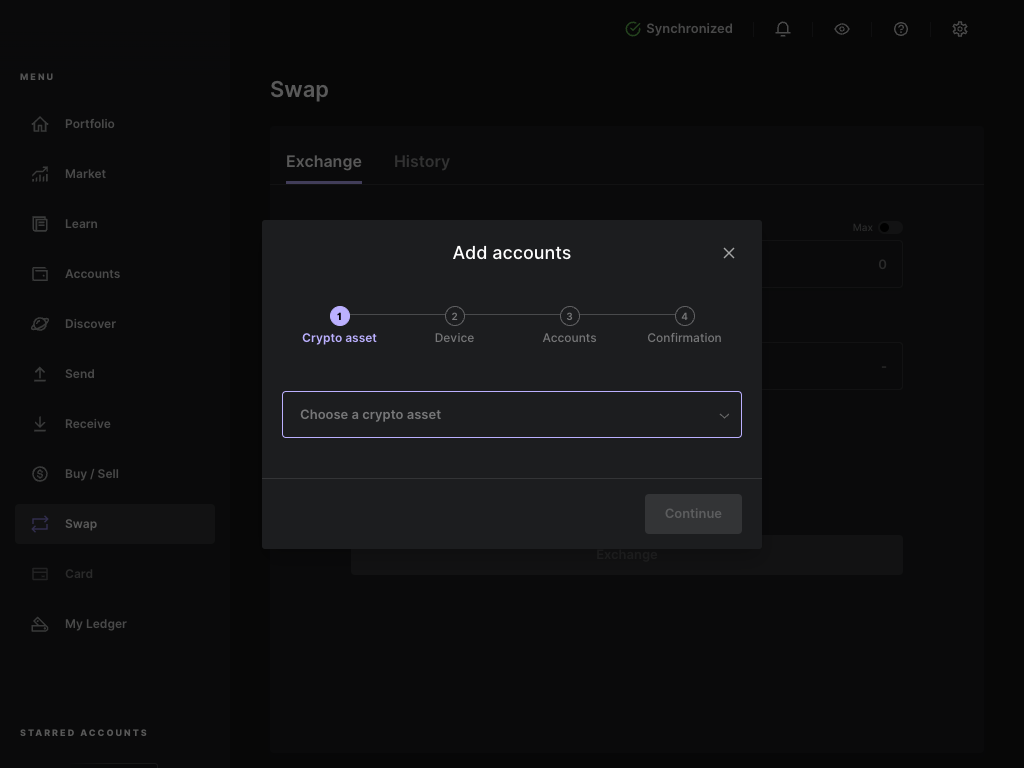 Synchronized
MENU
Portfolio
Market
Learn
Accounts
Discover
Send
Receive
Buy / Sell
Swap
Card
My Ledger
STARRED ACCOUNTS
Swap
Exchange
History
Max
0
-
Exchange
Add accounts
1
2
3
4
Crypto asset
Device
Accounts
Confirmation
Choose a crypto asset
Continue